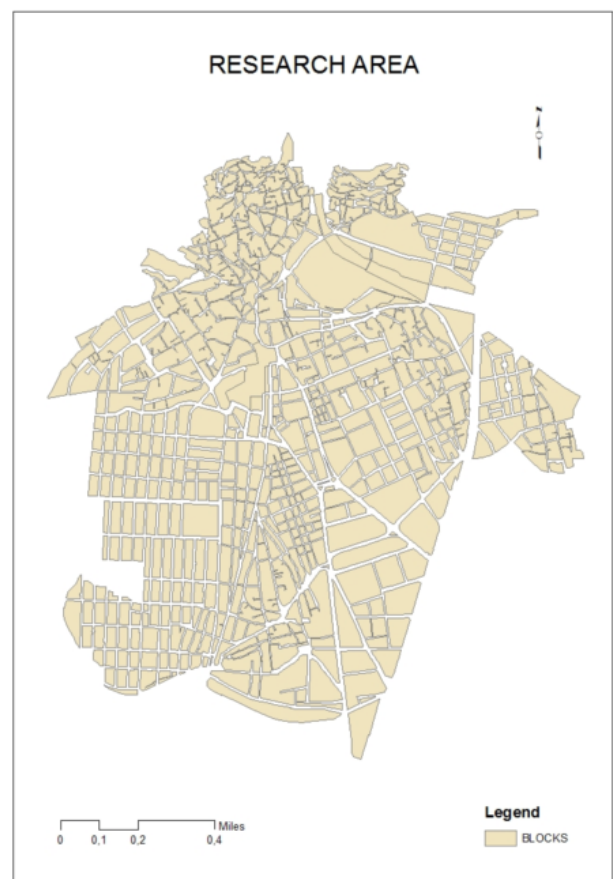 RESEARCH AREA
N
Miles
0 0,1 0,2 0,4
Legend
BLOCKS